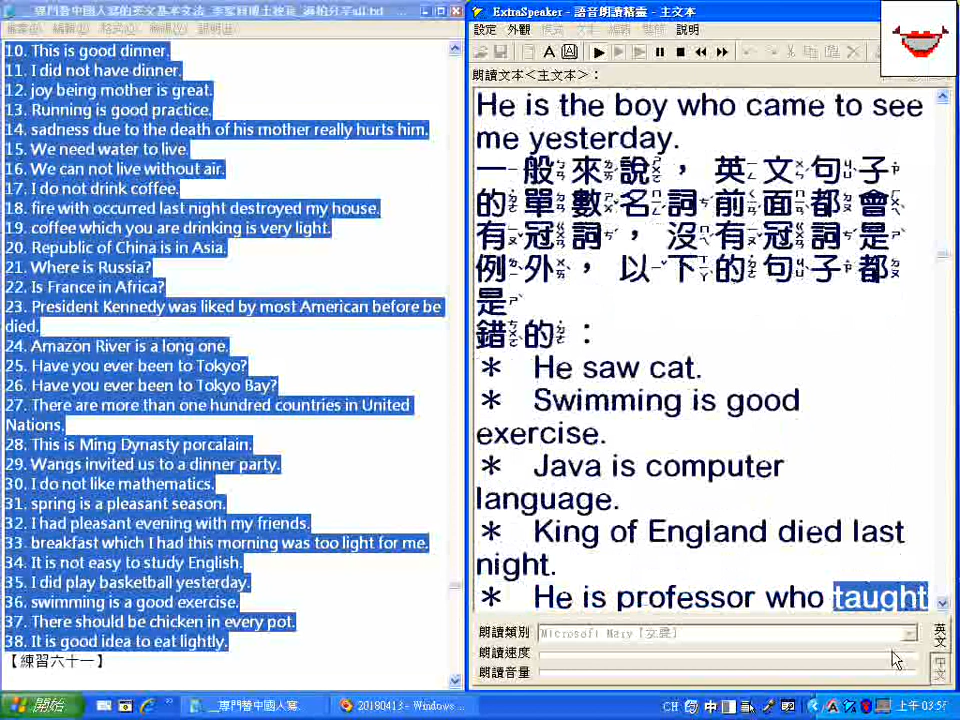 10. This is good dinner.
11. I did not have dinner.
12. joy being mother is great.
13. Running is good practice.
14. sadness due to the death of his mother really hurts him.
15. We need water to live.
16. We can not live without air.
17. I do not drink coffee.
18. fire with occurred last night destroyed my house.
19. coffee which you are drinking is very light.
20. Republic of China is in Asia.
21. Where is Russia?
22. Is France in Africa?
23. President Kennedy was liked by most American before be
died.
24. Amazon River is a long one.
25. Have you ever been to Tokyo?
26. Have you ever been to Tokyo Bay?
27. There are more than one hundred countries in United
Nations.
28. This is Ming Dynasty porcalain.
29. Wangs invited us to a dinner party.
30. I do not like mathematics.
31. spring is a pleasant season.
32. I had pleasant evening with my friends.
33. breakfast which I had this morning was too light for me.
34. It is not easy to study English.
35. I did play basketball yesterday.
36. swimming is a good exercise.
37. There should be chicken in every pot.
38. It is good idea to eat lightly.
【練習六十一】
ExtraSpeaker - 語音朗讀精靈 - 主文本
設定 外觀 說明
朗讀文本<主文本>:
He is the boy who came to see
me yesterday.
一般來說,英文句子
的單數名詞前面都會
有冠詞,沒有冠詞是
例外,以下的句子都
是
錯的:
* He saw cat.
* Swimming is good
exercise.
* Java is computer
language.
* King of England died last
night.
* He is professor who taught
朗讀類別 Microsoft Mary【女聲】
朗讀速度
朗讀音量
英文
中文
開始
__專門替中國人寫...
20180413 - Windows ...
CH
中
上午 03:5